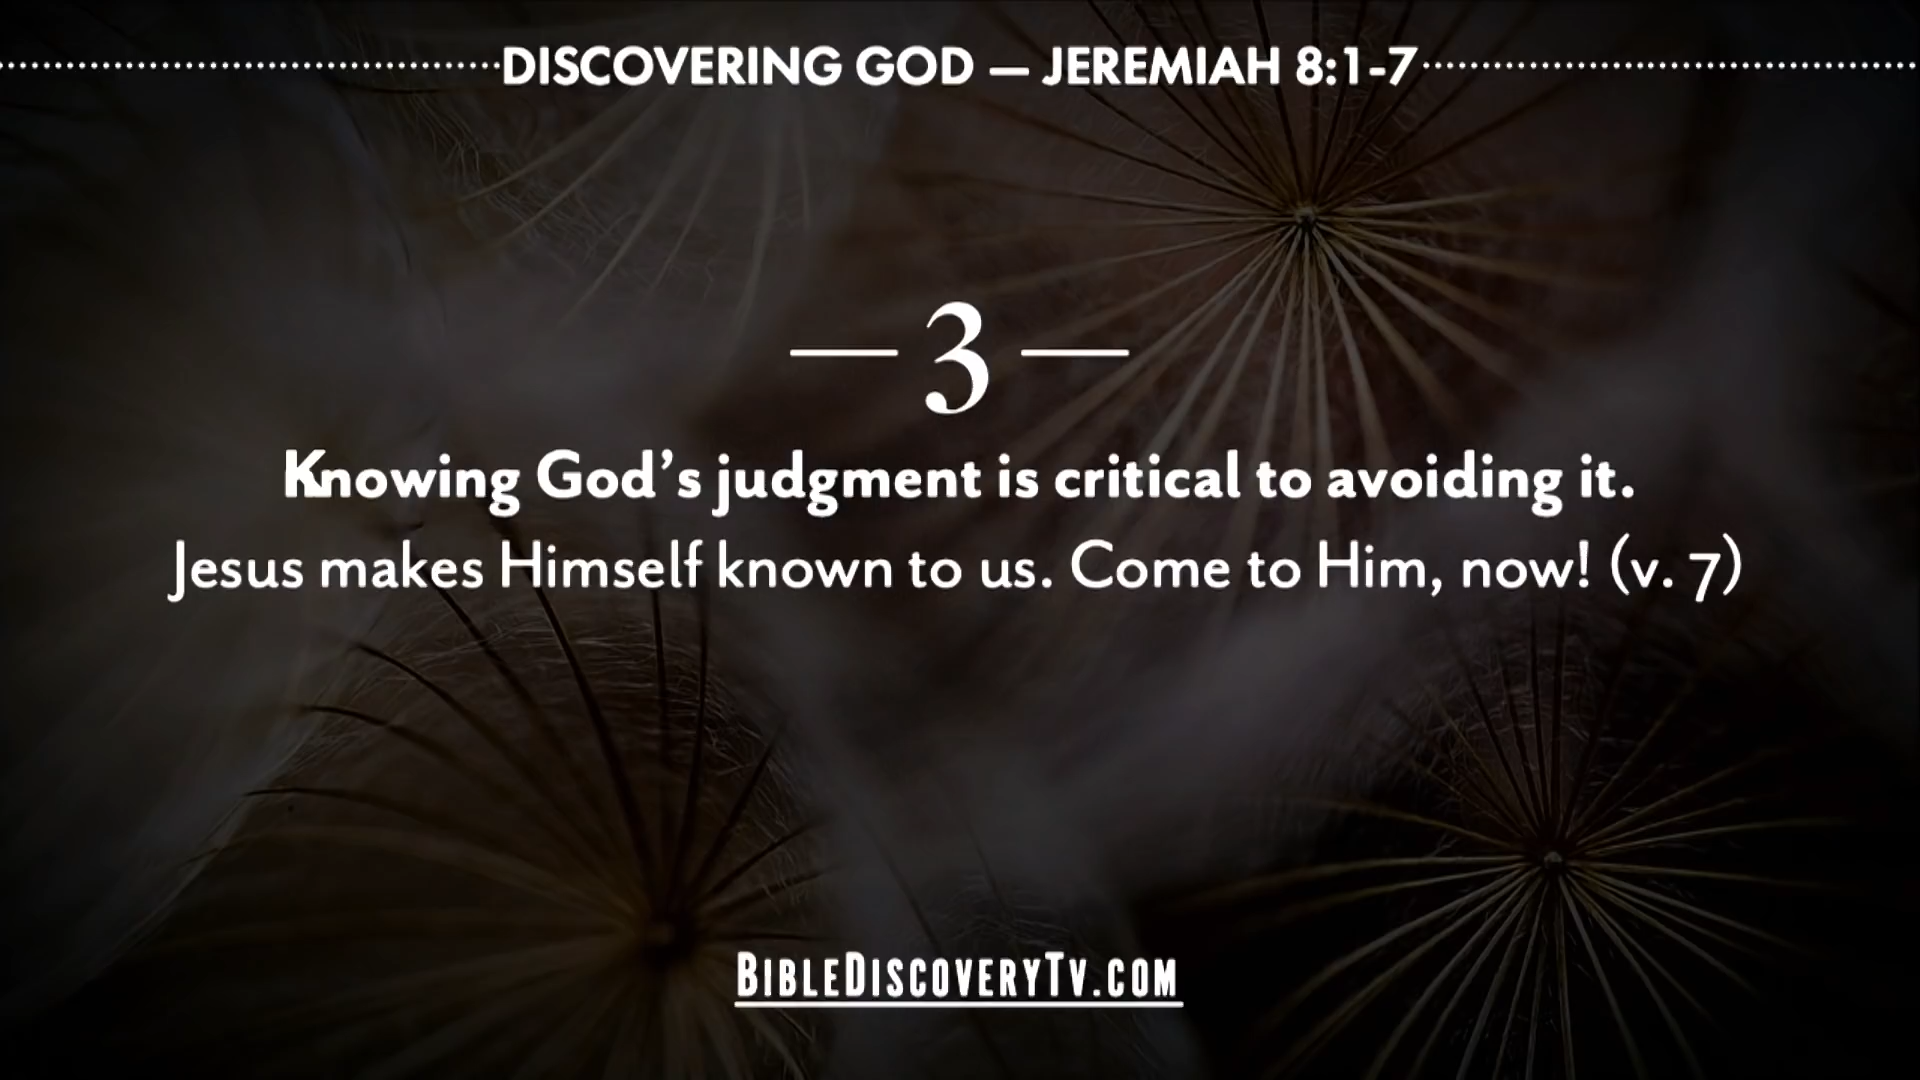 DISCOVERING GOD — JEREMIAH 8:1-7
— 3 —
Knowing God’s judgment is critical to avoiding it.
Jesus makes Himself known to us. Come to Him, now! (v. 7)
BIBLEDISCOVERYTV.COM